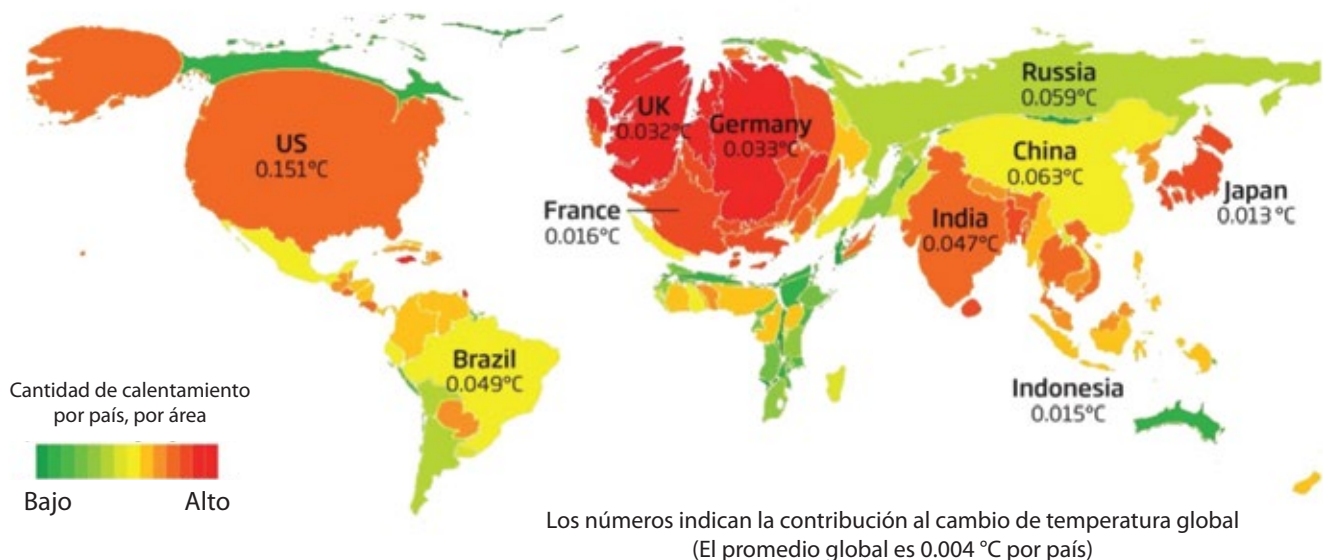 US
0.151°C
UK
0.032°C
Germany
0.033°C
France
0.016°C
Russia
0.059°C
China
0.063°C
Japan
0.013 °C
India
0.047°C
Brazil
0.049°C
Indonesia
0.015°C
Cantidad de calentamiento
por país, por área
Bajo Alto
Los números indican la contribución al cambio de temperatura global
(El promedio global es 0.004 °C por país)